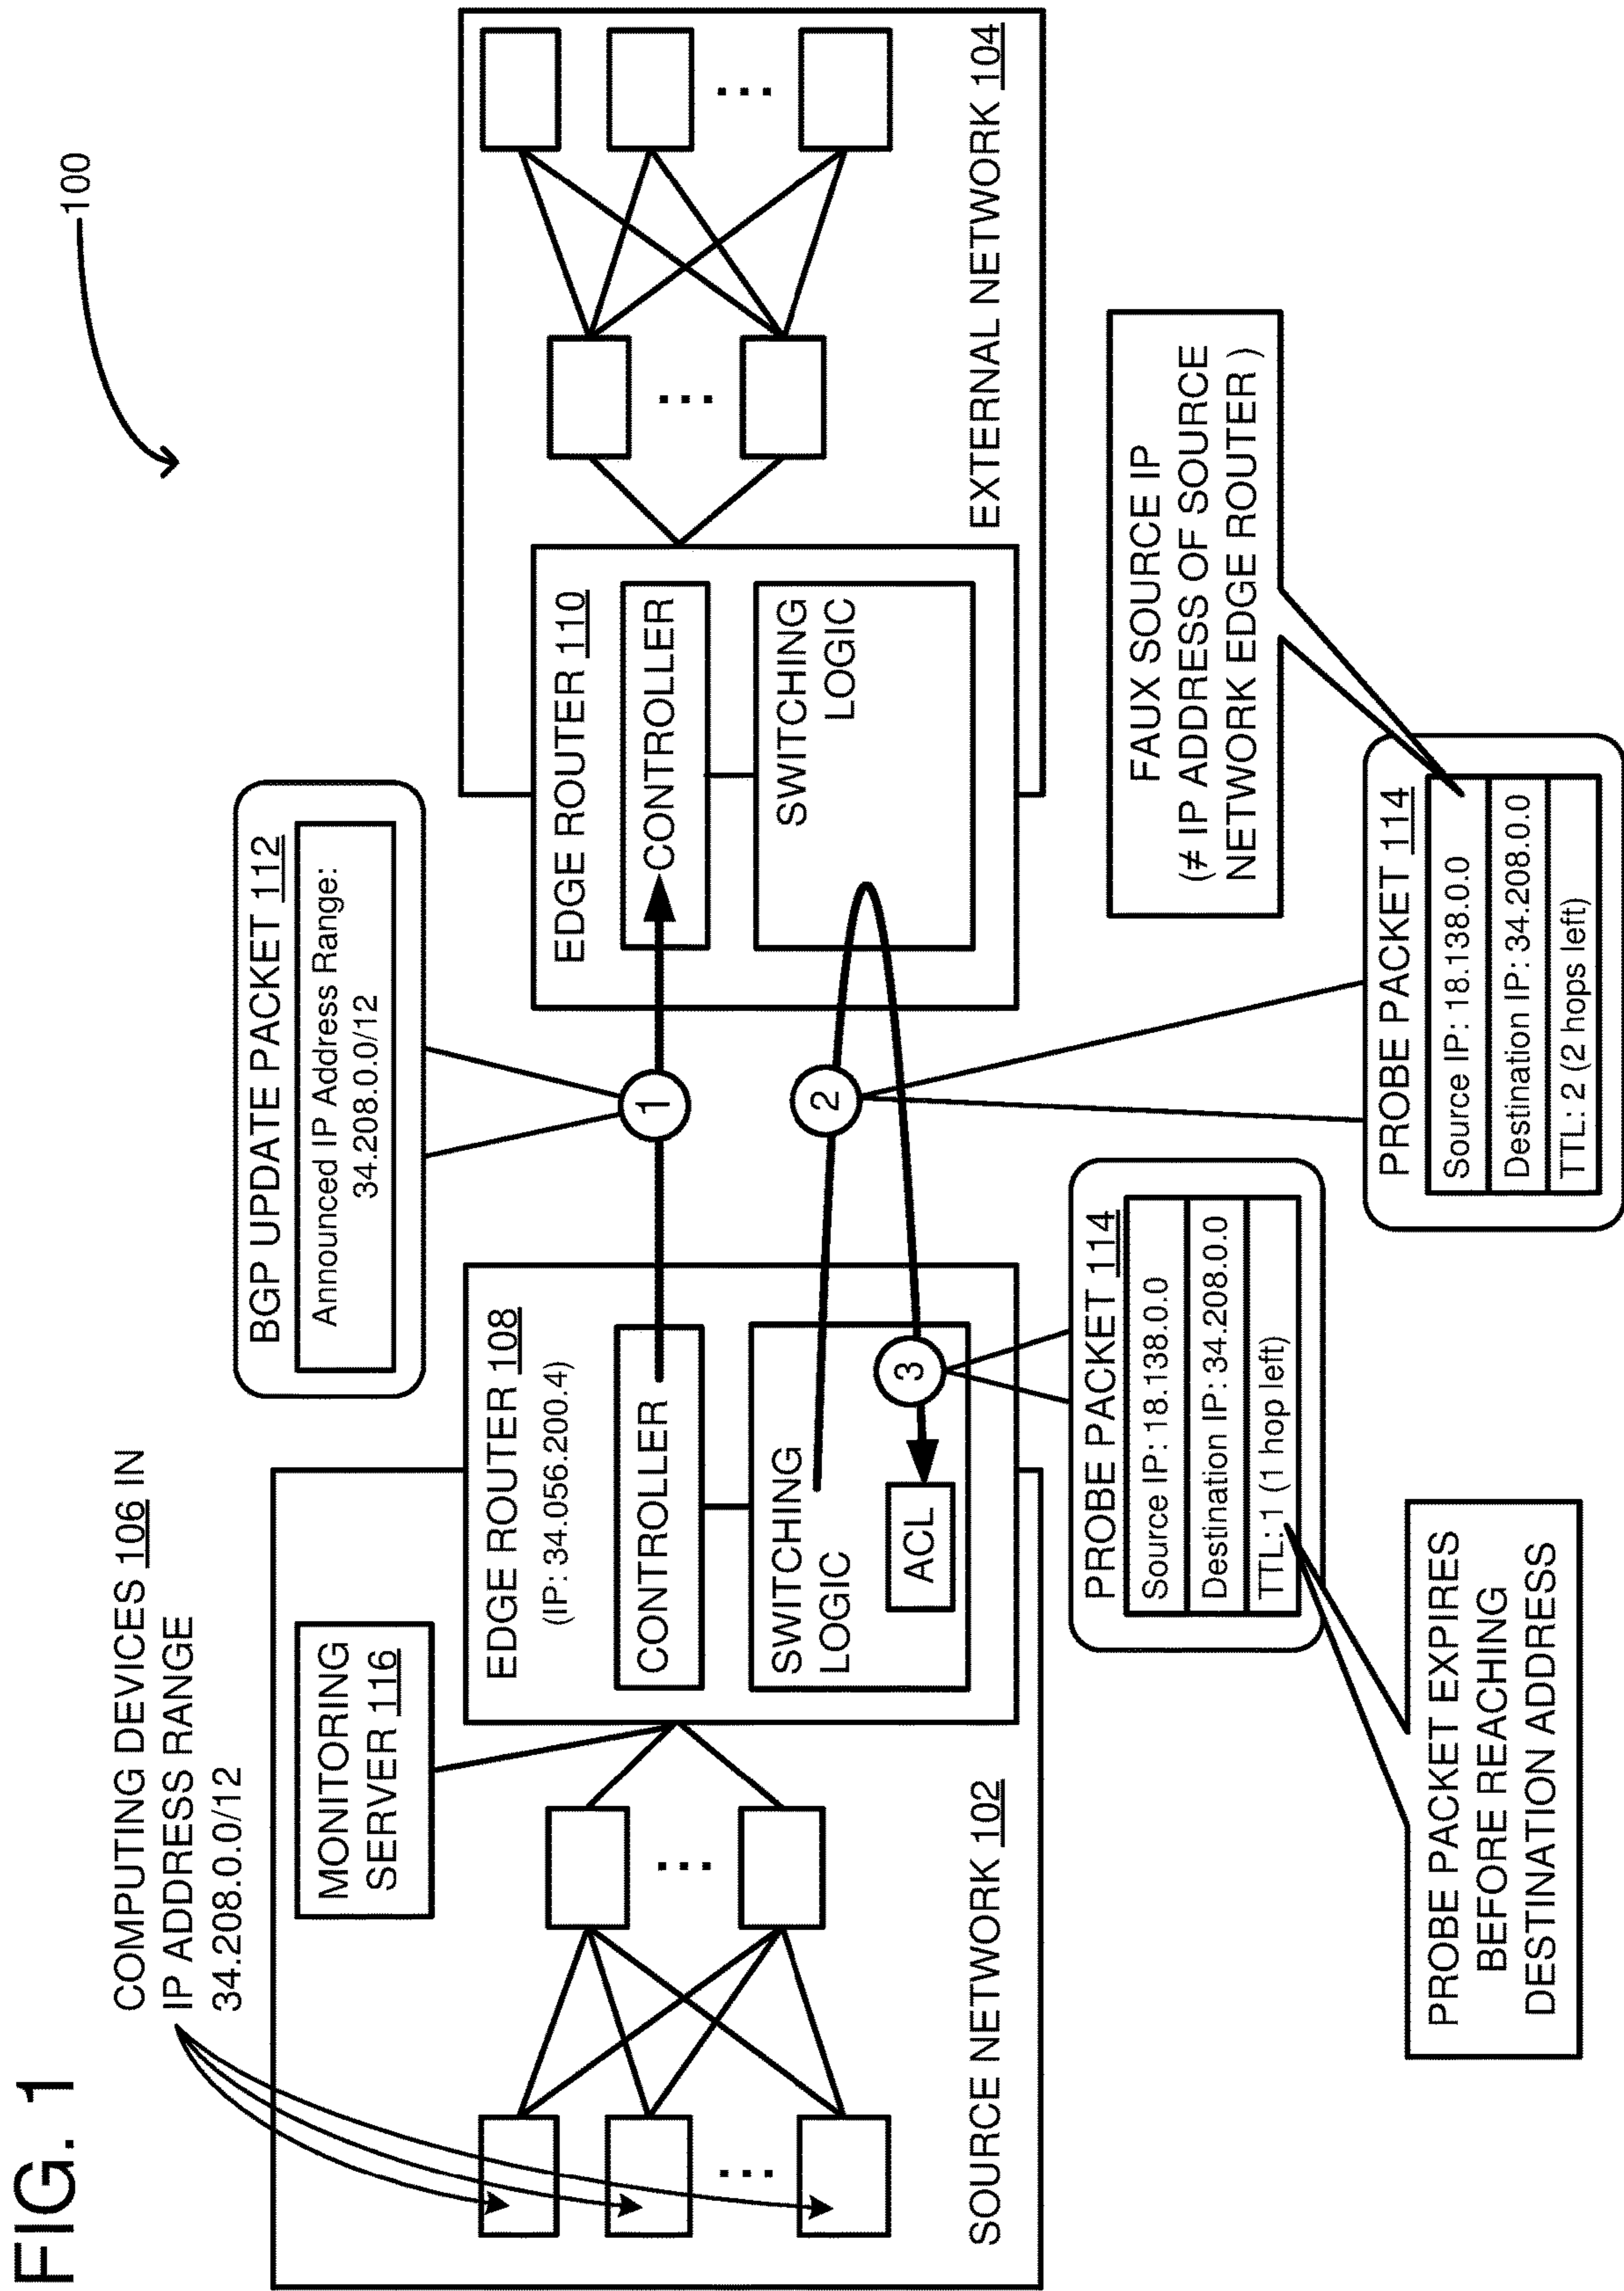 FIG. 1
100
COMPUTING DEVICES 106 IN
IP ADDRESS RANGE
34.208.0.0/12
BGP UPDATE PACKET 112
Announced IP Address Range:
34.208.0.0/12
MONITORING
SERVER 116
EDGE ROUTER 108
(IP: 34.056.200.4)
CONTROLLER
SWITCHING
LOGIC
ACL
SOURCE NETWORK 102
1
2
3
EDGE ROUTER 110
CONTROLLER
SWITCHING
LOGIC
EXTERNAL NETWORK 104
PROBE PACKET 114
Source IP: 18.138.0.0
Destination IP: 34.208.0.0
TTL: 1 (1 hop left)
PROBE PACKET EXPIRES
BEFORE REACHING
DESTINATION ADDRESS
PROBE PACKET 114
Source IP: 18.138.0.0
Destination IP: 34.208.0.0
TTL: 2 (2 hops left)
FAUX SOURCE IP
(≠ IP ADDRESS OF SOURCE
NETWORK EDGE ROUTER )